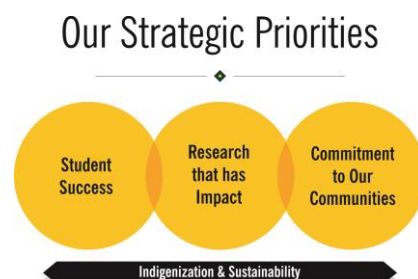 Our Strategic Priorities
Student
Success
Research
that has
Impact
Commitment
to Our
Communities
Indigenization & Sustainability